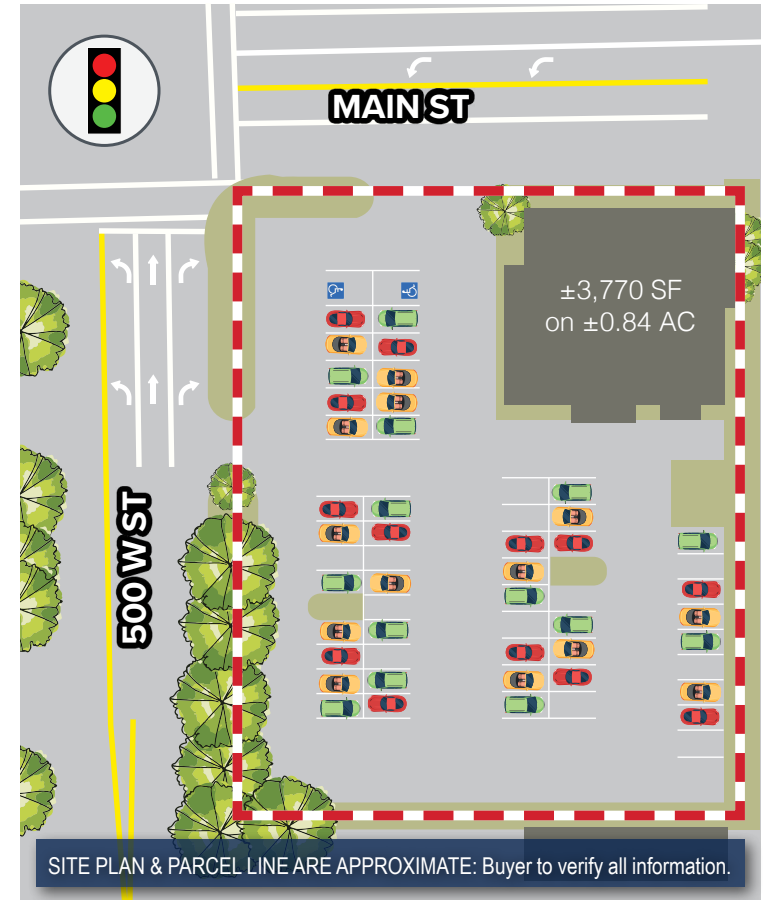 MAIN ST
±3,770 SF
on ±0.84 AC
500 W ST
SITE PLAN & PARCEL LINE ARE APPROXIMATE: Buyer to verify all information.